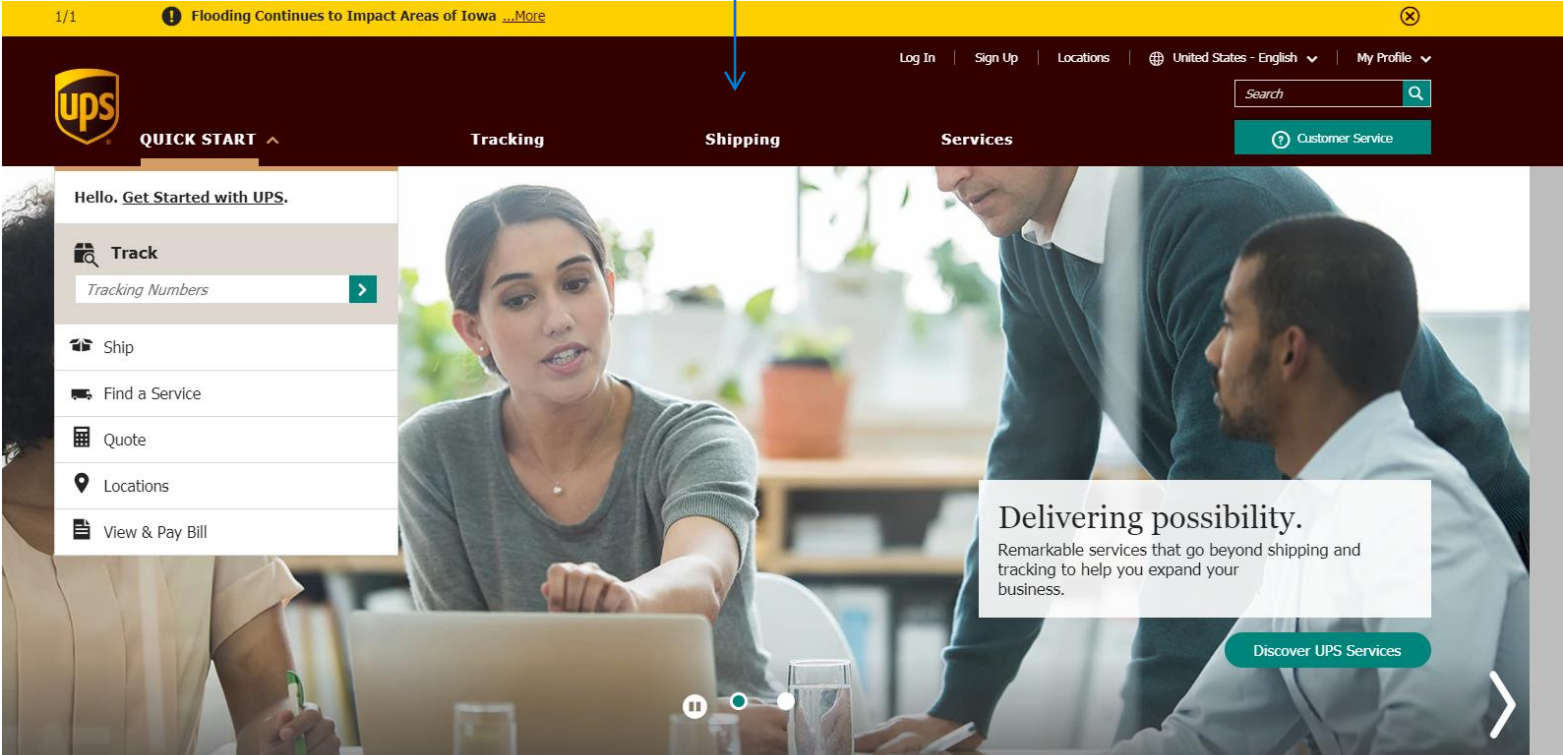 1/1 Flooding Continues to Impact Areas of Iowa ...More
Log In Sign Up Locations United States - English My Profile
Search
ups
QUICK START Tracking Shipping Services Customer Service
Hello. Get Started with UPS.
Track
Tracking Numbers
Ship
Find a Service
Quote
Locations
View & Pay Bill
Delivering possibility.
Remarkable services that go beyond shipping and
tracking to help you expand your
business.
Discover UPS Services